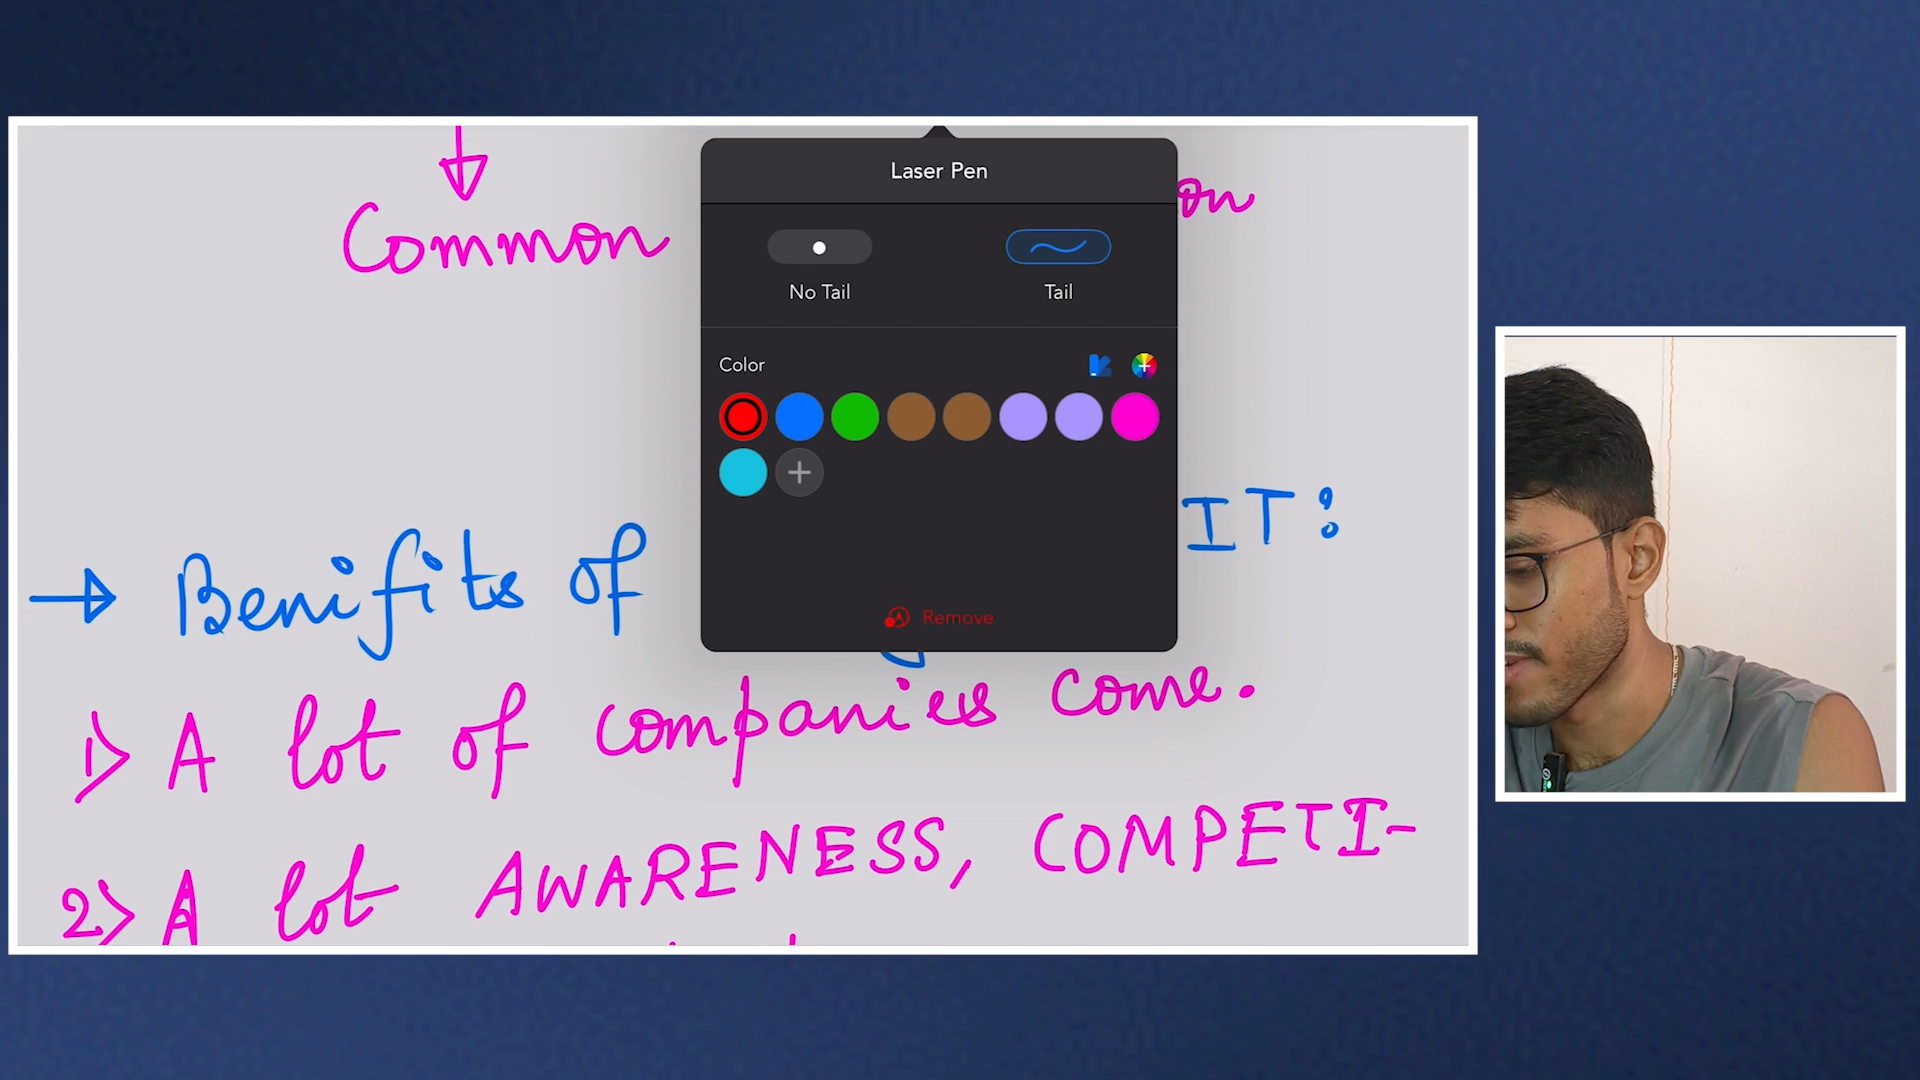 Laser Pen
Common on
No Tail Tail
Color
→ Benifits of IT:
Remove
1) A lot of companies come.
2) A lot AWARENESS, COMPETI-